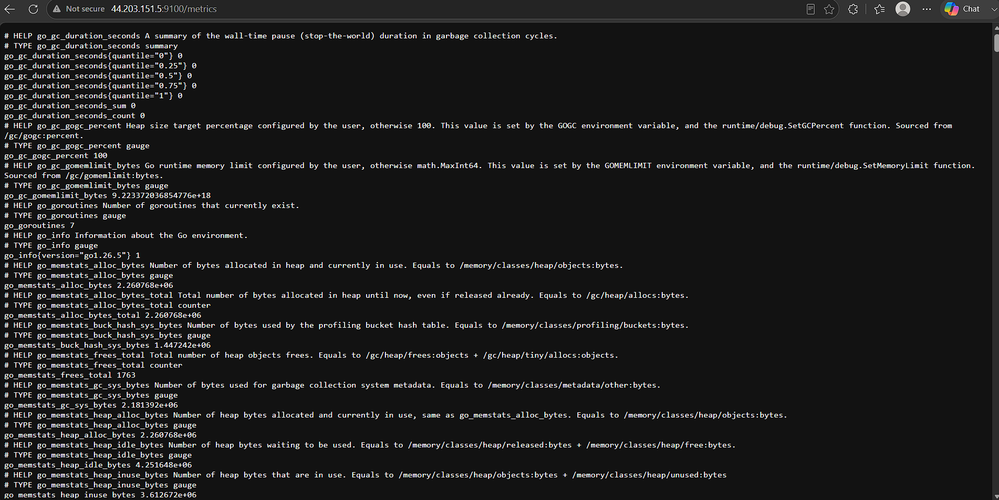 Not secure 44.203.151.5:9100/metrics Chat
# HELP go_gc_duration_seconds A summary of the wall-time pause (stop-the-world) duration in garbage collection cycles.
# TYPE go_gc_duration_seconds summary
go_gc_duration_seconds{quantile="0"} 0
go_gc_duration_seconds{quantile="0.25"} 0
go_gc_duration_seconds{quantile="0.5"} 0
go_gc_duration_seconds{quantile="0.75"} 0
go_gc_duration_seconds{quantile="1"} 0
go_gc_duration_seconds_sum 0
go_gc_duration_seconds_count 0
# HELP go_gc_gogc_percent Heap size target percentage configured by the user, otherwise 100. This value is set by the GOGC environment variable, and the runtime/debug.SetGCPercent function. Sourced from
/gc/gogc:percent.
# TYPE go_gc_gogc_percent gauge
go_gc_gogc_percent 100
# HELP go_gc_gomemlimit_bytes Go runtime memory limit configured by the user, otherwise math.MaxInt64. This value is set by the GOMEMLIMIT environment variable, and the runtime/debug.SetMemoryLimit function.
Sourced from /gc/gomemlimit:bytes.
# TYPE go_gc_gomemlimit_bytes gauge
go_gc_gomemlimit_bytes 9.223372036854776e+18
# HELP go_goroutines Number of goroutines that currently exist.
# TYPE go_goroutines gauge
go_goroutines 7
# HELP go_info Information about the Go environment.
# TYPE go_info gauge
go_info{version="go1.26.5"} 1
# HELP go_memstats_alloc_bytes Number of bytes allocated in heap and currently in use. Equals to /memory/classes/heap/objects:bytes.
# TYPE go_memstats_alloc_bytes gauge
go_memstats_alloc_bytes 2.260768e+06
# HELP go_memstats_alloc_bytes_total Total number of bytes allocated in heap until now, even if released already. Equals to /gc/heap/allocs:bytes.
# TYPE go_memstats_alloc_bytes_total counter
go_memstats_alloc_bytes_total 2.260768e+06
# HELP go_memstats_buck_hash_sys_bytes Number of bytes used by the profiling bucket hash table. Equals to /memory/classes/profiling/buckets:bytes.
# TYPE go_memstats_buck_hash_sys_bytes gauge
go_memstats_buck_hash_sys_bytes 1.447242e+06
# HELP go_memstats_frees_total Total number of heap objects frees. Equals to /gc/heap/frees:objects + /gc/heap/tiny/allocs:objects.
# TYPE go_memstats_frees_total counter
go_memstats_frees_total 1763
# HELP go_memstats_gc_sys_bytes Number of bytes used for garbage collection system metadata. Equals to /memory/classes/metadata/other:bytes.
# TYPE go_memstats_gc_sys_bytes gauge
go_memstats_gc_sys_bytes 2.181392e+06
# HELP go_memstats_heap_alloc_bytes Number of heap bytes allocated and currently in use, same as go_memstats_alloc_bytes. Equals to /memory/classes/heap/objects:bytes.
# TYPE go_memstats_heap_alloc_bytes gauge
go_memstats_heap_alloc_bytes 2.260768e+06
# HELP go_memstats_heap_idle_bytes Number of heap bytes waiting to be used. Equals to /memory/classes/heap/released:bytes + /memory/classes/heap/free:bytes.
# TYPE go_memstats_heap_idle_bytes gauge
go_memstats_heap_idle_bytes 4.251648e+06
# HELP go_memstats_heap_inuse_bytes Number of heap bytes that are in use. Equals to /memory/classes/heap/objects:bytes + /memory/classes/heap/unused:bytes
# TYPE go_memstats_heap_inuse_bytes gauge
go_memstats_heap_inuse_bytes 3.612672e+06